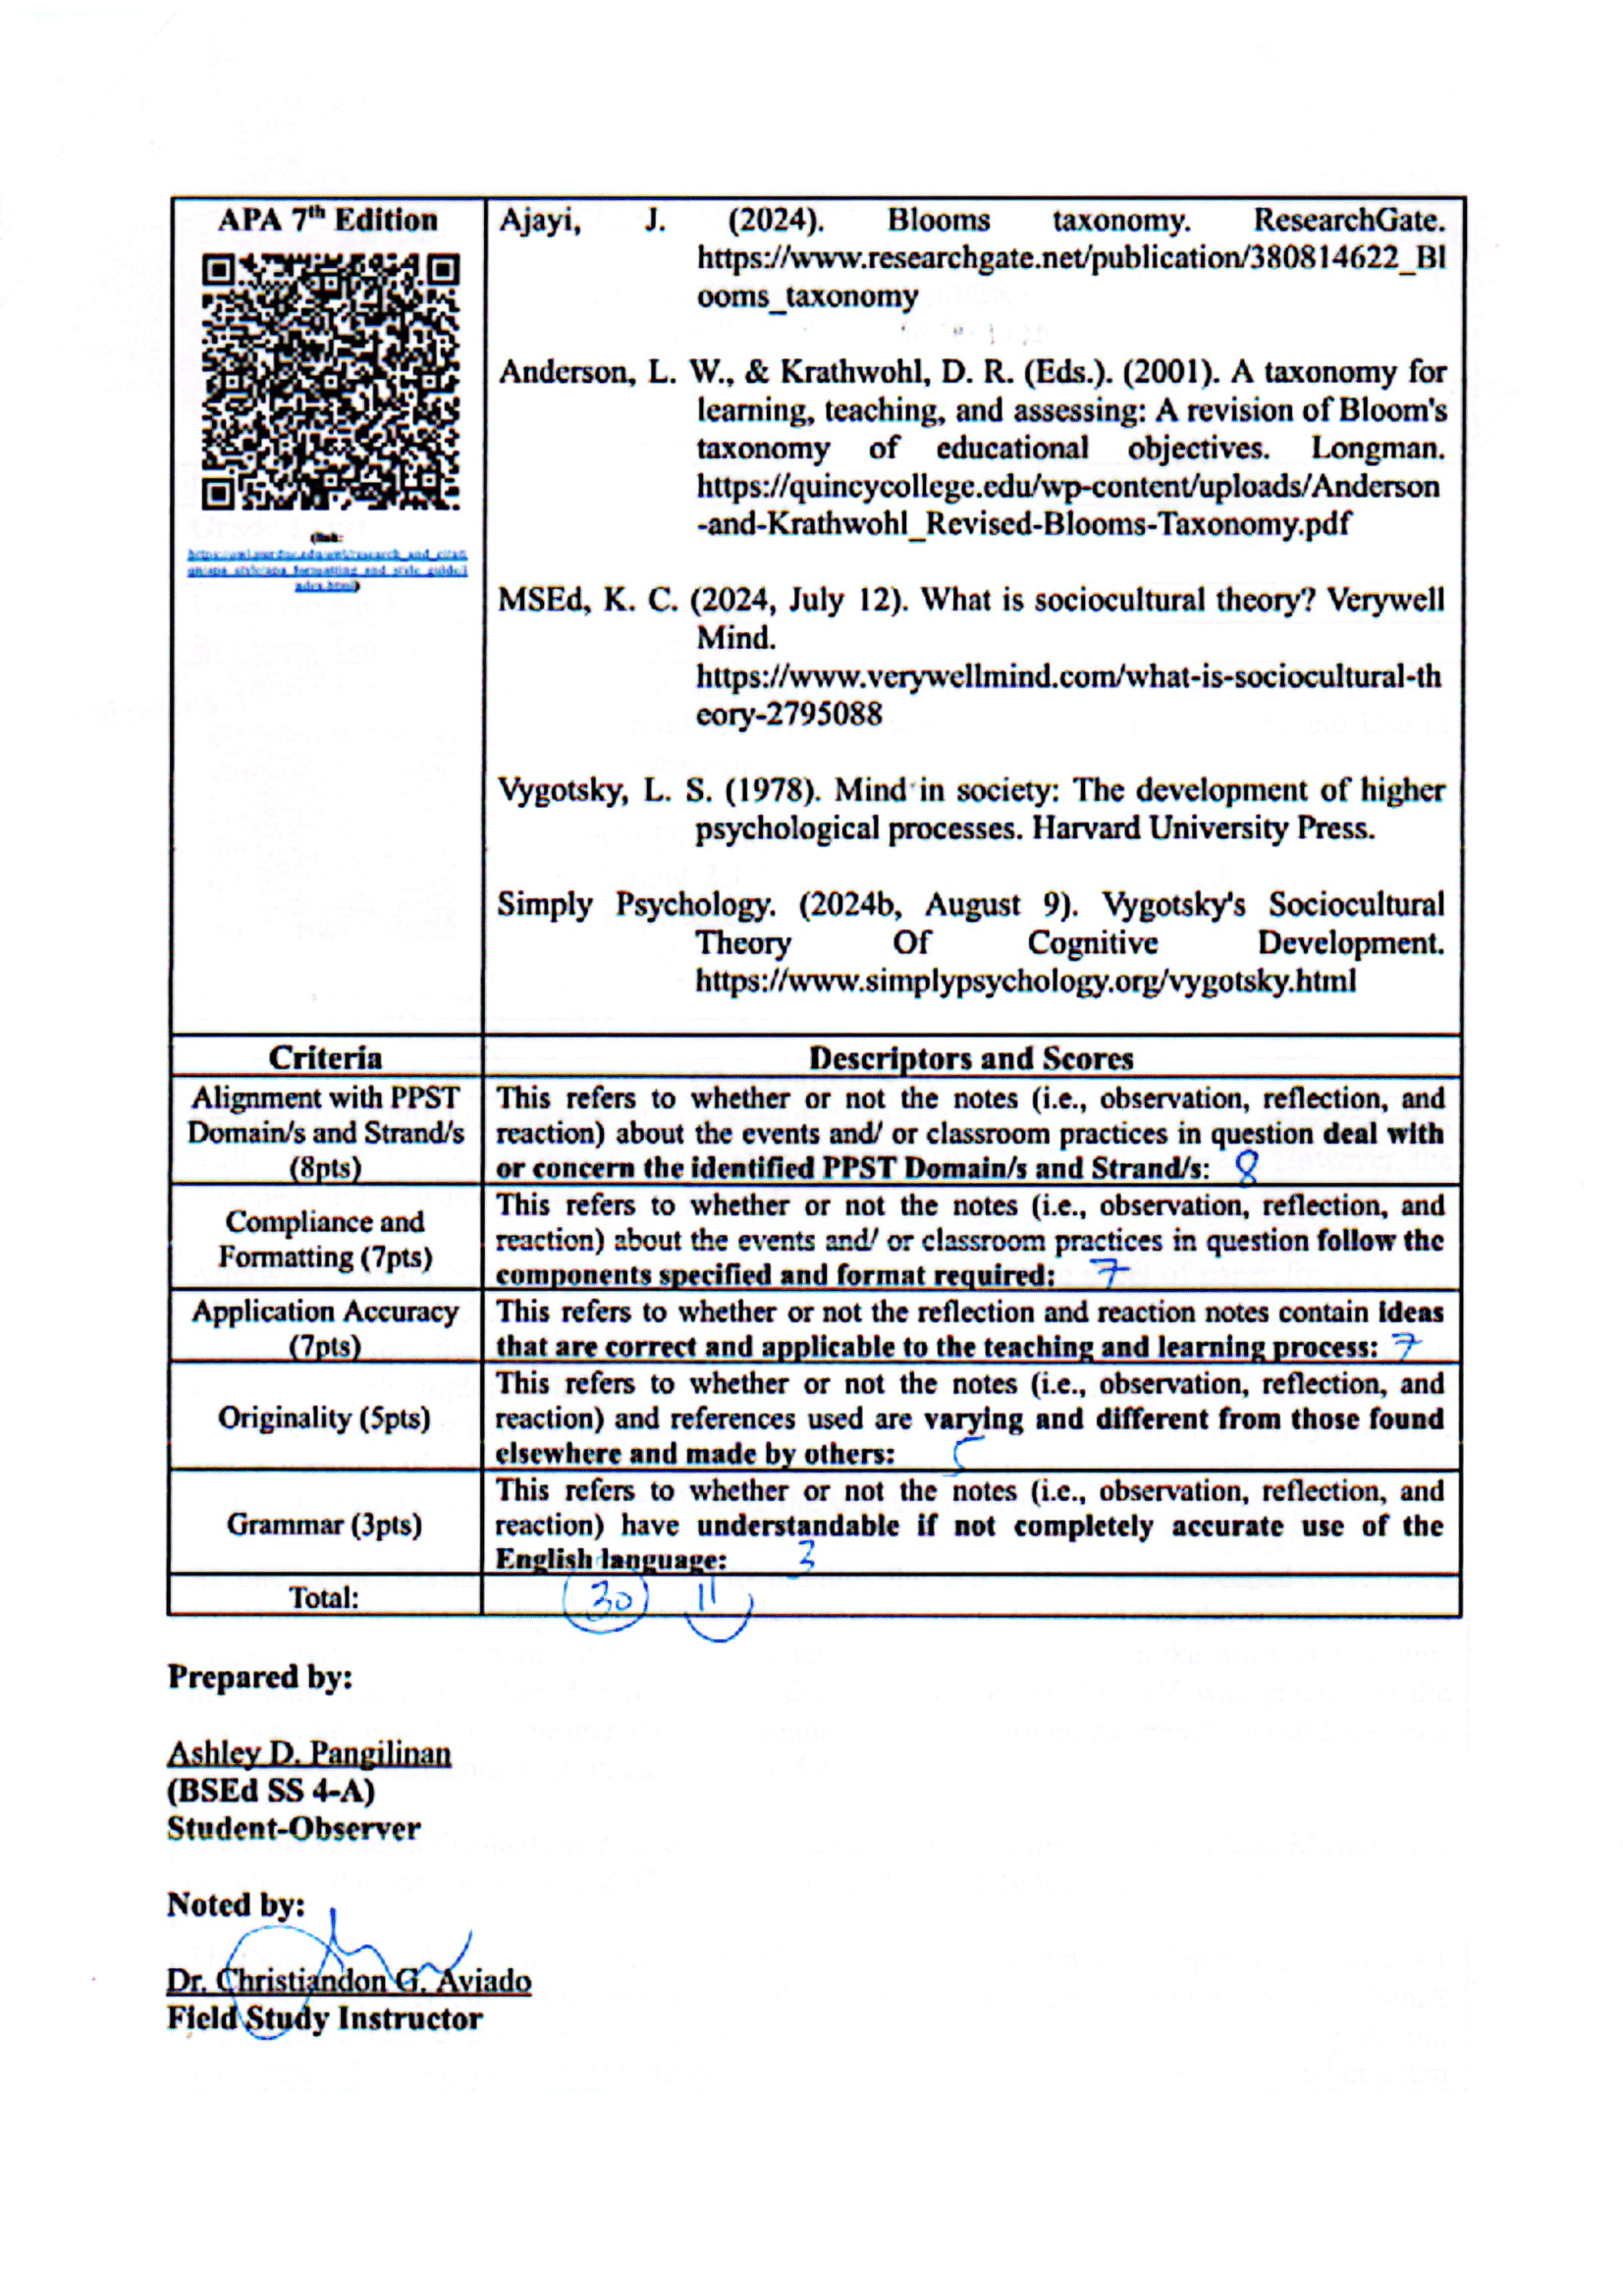 APA 7th Edition
(link:
Ajayi, J. (2024). Blooms taxonomy. ResearchGate.
https://www.researchgate.net/publication/380814622_Bl
ooms_taxonomy
Anderson, L. W., & Krathwohl, D. R. (Eds.). (2001). A taxonomy for
learning, teaching, and assessing: A revision of Bloom's
taxonomy of educational objectives. Longman.
https://quincycollege.edu/wp-content/uploads/Anderson
-and-Krathwohl_Revised-Blooms-Taxonomy.pdf
MSEd, K. C. (2024, July 12). What is sociocultural theory? Verywell
Mind.
https://www.verywellmind.com/what-is-sociocultural-th
eory-2795088
Vygotsky, L. S. (1978). Mind in society: The development of higher
psychological processes. Harvard University Press.
Simply Psychology. (2024b, August 9). Vygotsky's Sociocultural
Theory Of Cognitive Development.
https://www.simplypsychology.org/vygotsky.html
Criteria
Descriptors and Scores
Alignment with PPST
Domain/s and Strand/s
(8pts)
This refers to whether or not the notes (i.e., observation, reflection, and
reaction) about the events and/ or classroom practices in question deal with
or concern the identified PPST Domain/s and Strand/s: 8
Compliance and
Formatting (7pts)
This refers to whether or not the notes (i.e., observation, reflection, and
reaction) about the events and/ or classroom practices in question follow the
components specified and format required: 7
Application Accuracy
(7pts)
This refers to whether or not the reflection and reaction notes contain ideas
that are correct and applicable to the teaching and learning process: 7
Originality (5pts)
This refers to whether or not the notes (i.e., observation, reflection, and
reaction) and references used are varying and different from those found
elsewhere and made by others: 5
Grammar (3pts)
This refers to whether or not the notes (i.e., observation, reflection, and
reaction) have understandable if not completely accurate use of the
English language: 3
Total:
30 11
Prepared by:
Ashley D. Pangilinan
(BSEd SS 4-A)
Student-Observer
Noted by:
Dr. Christiandon G. Aviado
Field Study Instructor